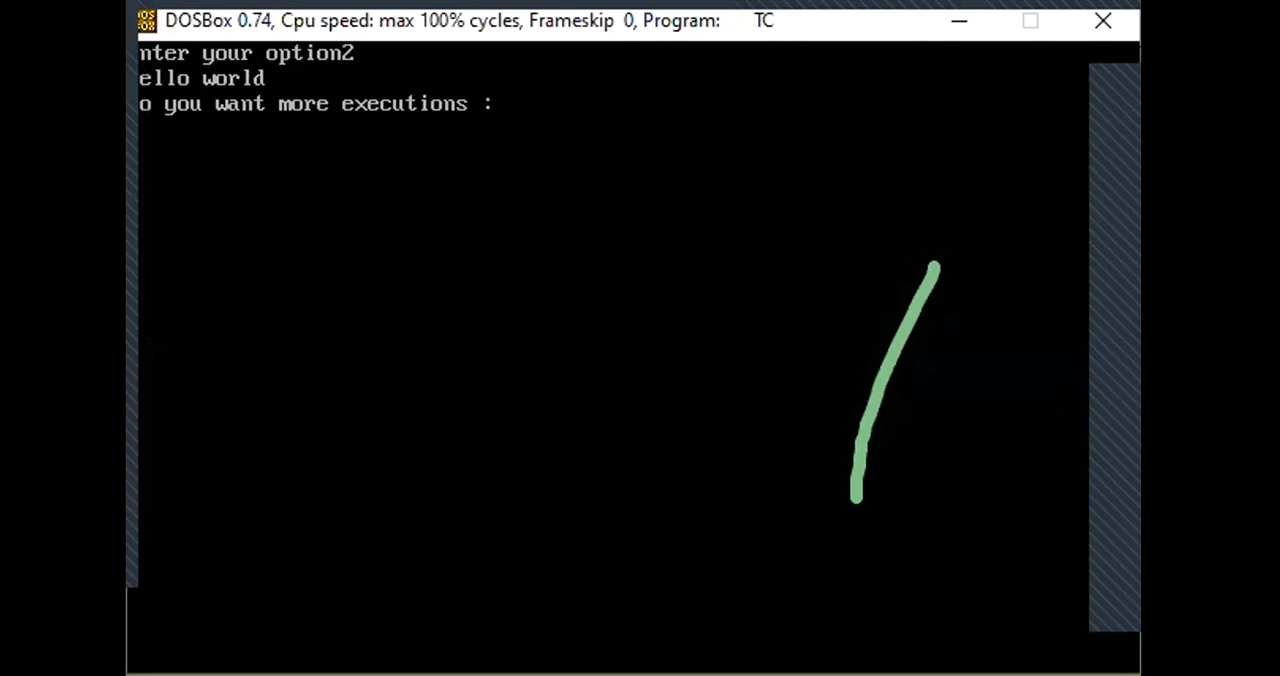 DOSBox 0.74, Cpu speed: max 100% cycles, Frameskip 0, Program: TC
nter your option2
ello world
o you want more executions :